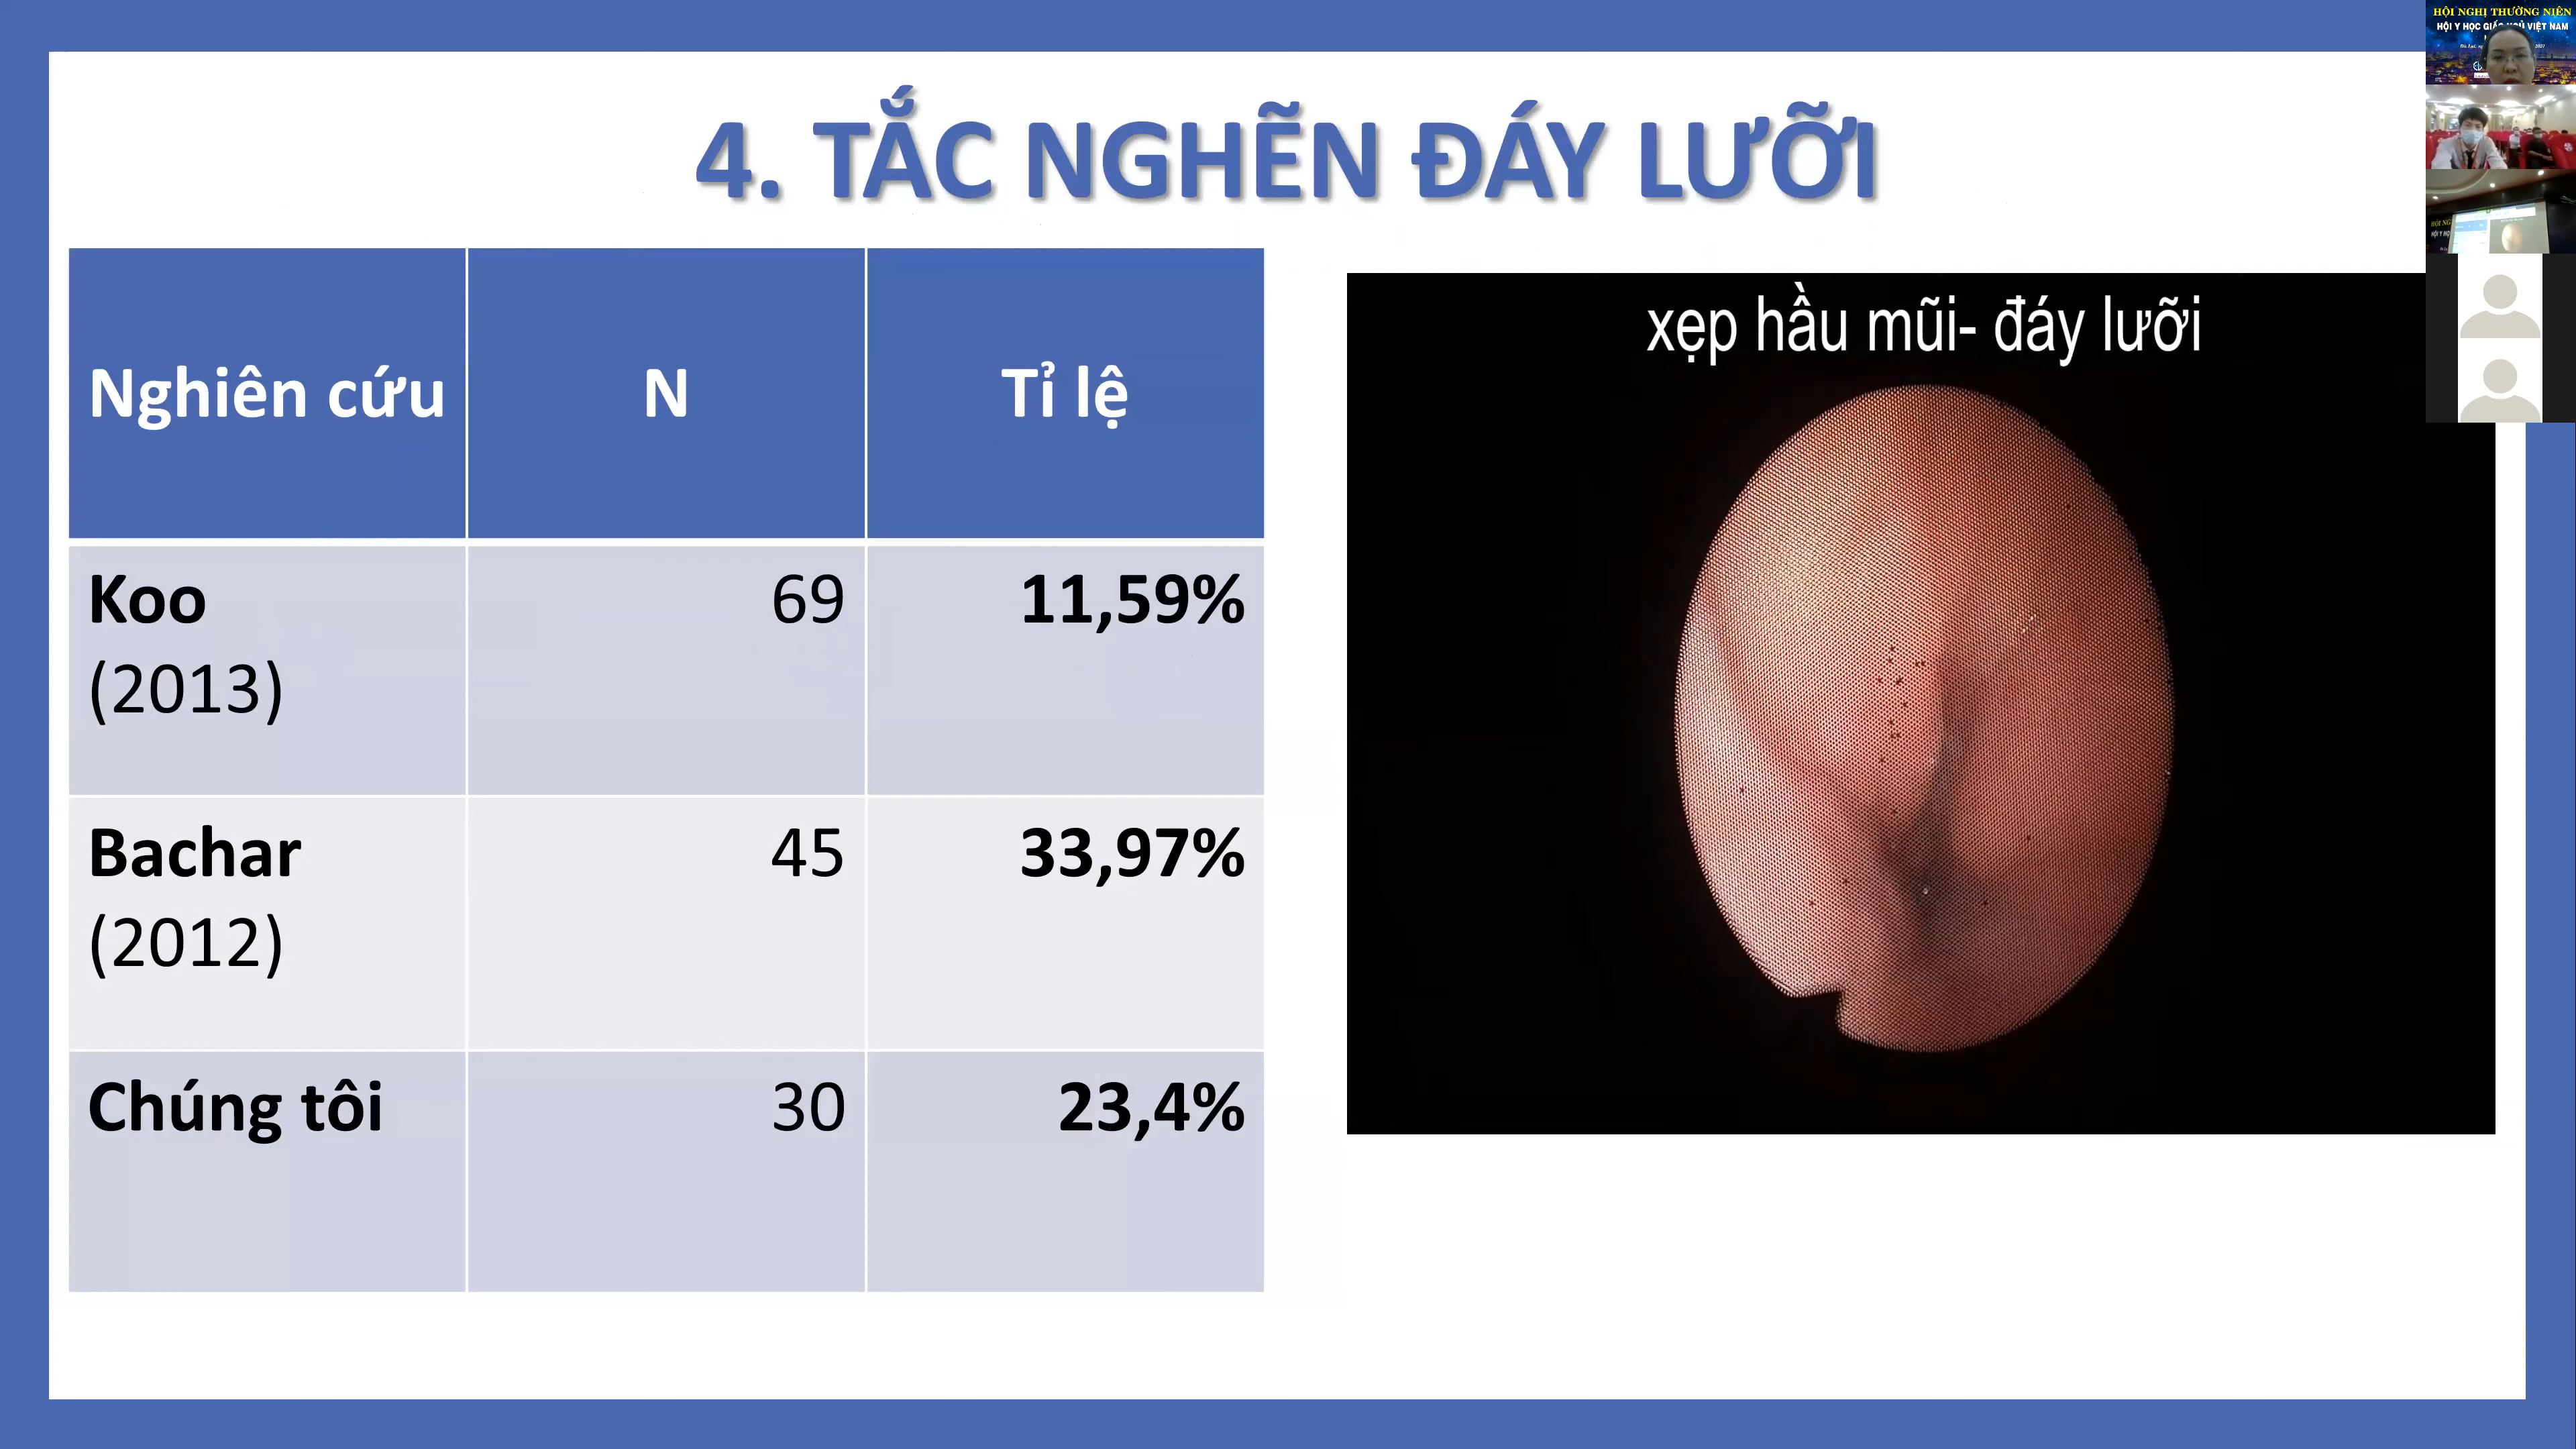 HỘI NGHỊ THƯỜNG NIÊN
4. TẮC NGHẼN ĐÁY LƯỠI
Nghiên cứu N Tỉ lệ
Koo 69 11,59%
(2013)
Bachar 45 33,97%
(2012)
Chúng tôi 30 23,4%
xẹp hầu mũi- đáy lưỡi